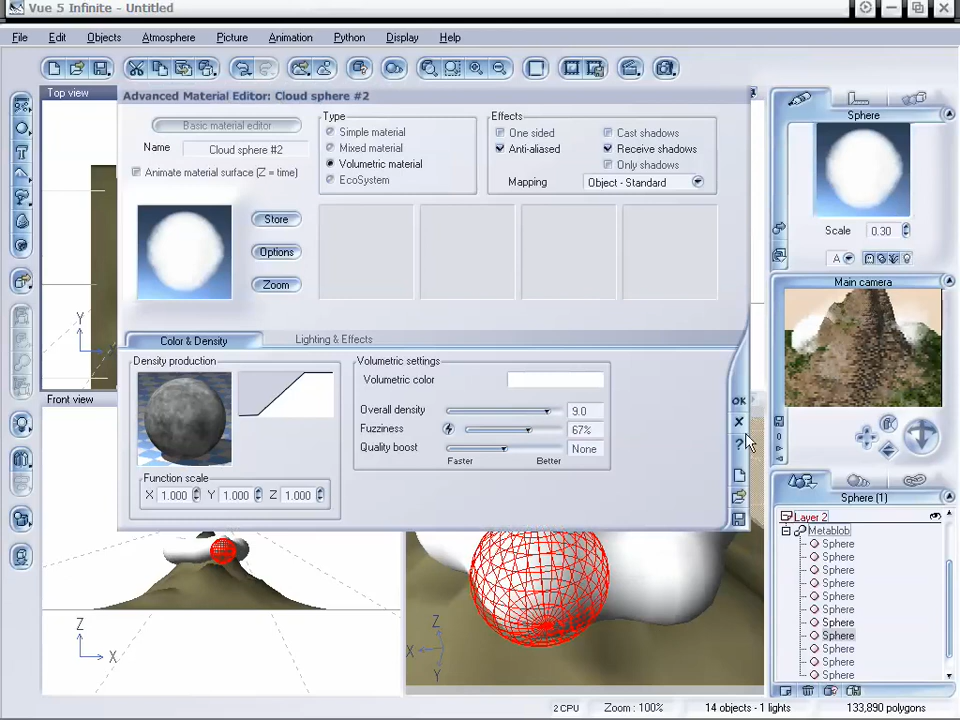 Vue 5 Infinite - Untitled
File Edit Objects Atmosphere Picture Animation Python Display Help
Top view
Advanced Material Editor: Cloud sphere #2
Basic material editor
Name Cloud sphere #2
Animate material surface (Z = time)
Type
Simple material
Mixed material
Volumetric material
EcoSystem
Effects
One sided
Cast shadows
Anti-aliased
Receive shadows
Only shadows
Mapping Object - Standard
Store
Options
Zoom
Color & Density
Lighting & Effects
Density production
Function scale
X 1.000 Y 1.000 Z 1.000
Volumetric settings
Volumetric color
Overall density 9.0
Fuzziness 67%
Quality boost None
Faster Better
OK
X
?
Sphere
Scale 0.30
A
Main camera
0
Sphere (1)
Layer 2
Metablob
Sphere
Sphere
Sphere
Sphere
Sphere
Sphere
Sphere
Sphere
Sphere
Sphere
Sphere
Y
Front view
Z
X
Z
X
Y
2 CPU Zoom : 100% 14 objects - 1 lights 133,890 polygons